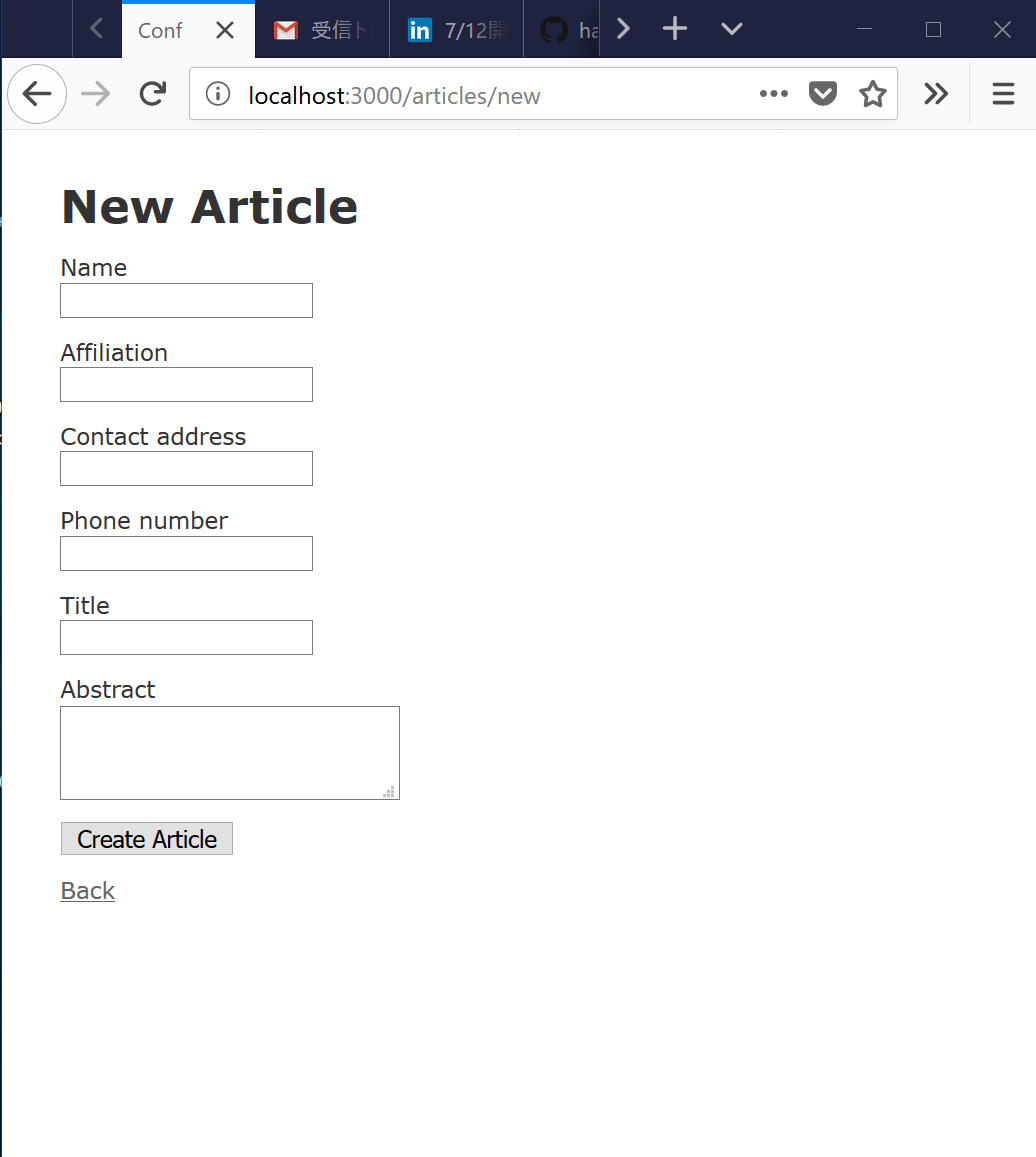 Conf
受信ト
in 7/12開
ha
localhost:3000/articles/new
New Article
Name
Affiliation
Contact address
Phone number
Title
Abstract
Create Article
Back